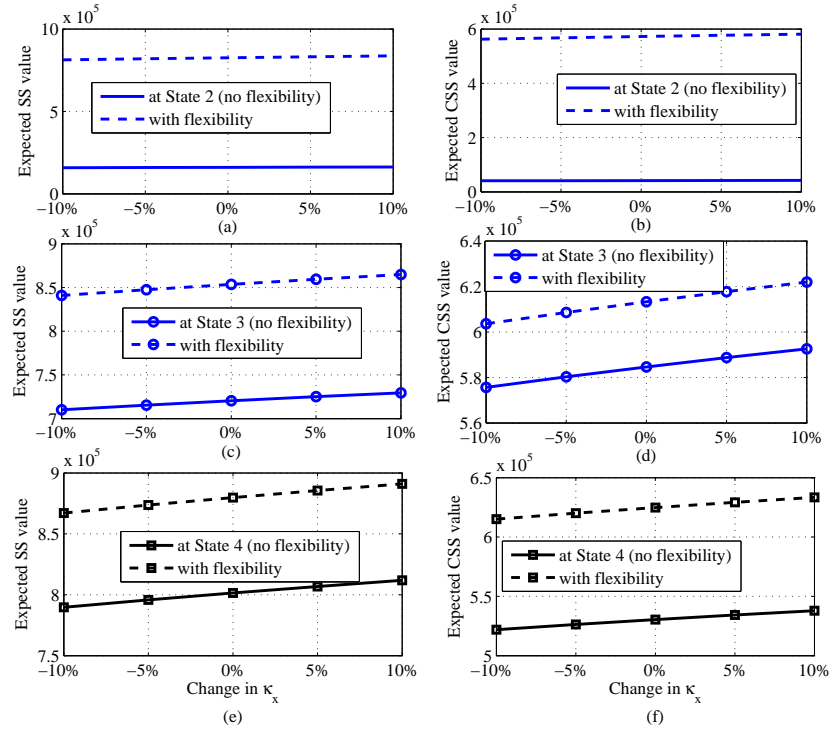 x 10^5
10
5
0
Expected SS value
at State 2 (no flexibility)
with flexibility
−10%
−5%
0%
5%
10%
(a)
x 10^5
6
4
2
0
Expected CSS value
at State 2 (no flexibility)
with flexibility
−10%
−5%
0%
5%
10%
(b)
x 10^5
9
8.5
8
7.5
7
Expected SS value
at State 3 (no flexibility)
with flexibility
−10%
−5%
0%
5%
10%
(c)
x 10^5
6.4
6.2
6
5.8
5.6
Expected CSS value
at State 3 (no flexibility)
with flexibility
−10%
−5%
0%
5%
10%
(d)
x 10^5
9
8.5
8
7.5
Expected SS value
at State 4 (no flexibility)
with flexibility
−10%
−5%
0%
5%
10%
Change in κ_x
(e)
x 10^5
6.5
6
5.5
5
Expected CSS value
at State 4 (no flexibility)
with flexibility
−10%
−5%
0%
5%
10%
Change in κ_x
(f)